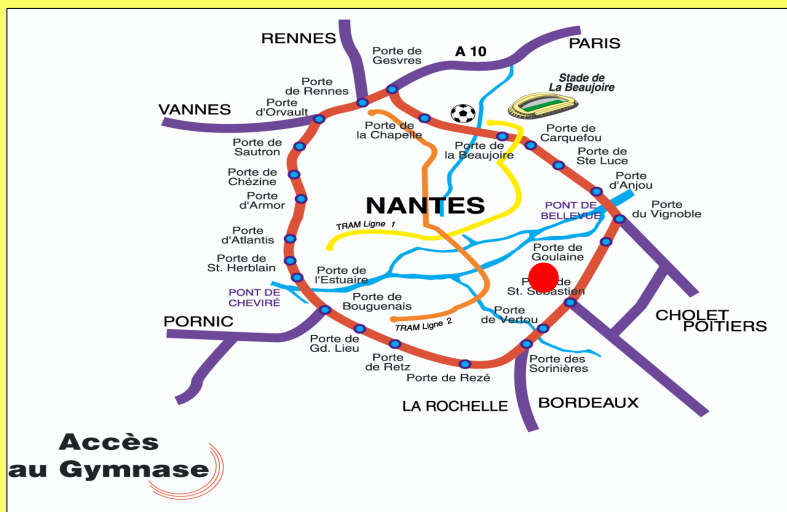 RENNES
Porte de
Gesvres
A 10
PARIS
Porte
de Rennes
Stade de
La Beaujoire
VANNES
Porte
d'Orvault
Porte de
la Chapelle
Porte de
Carquefou
Porte de
Sautron
Porte de
la Beaujoire
Porte de
Ste Luce
Porte de
Chézine
Porte
d'Anjou
Porte
d'Armor
NANTES
PONT DE
BELLEVUE
Porte
du Vignoble
TRAM Ligne 1
Porte
d'Atlantis
Porte de
Goulaine
Porte de
St. Herblain
Porte de
l'Estuaire
de
St. Sébastien
PONT DE
CHEVIRÉ
Porte de
Bouguenais
CHOLET
POITIERS
PORNIC
TRAM Ligne 2
Porte
de Vertou
Porte de
Gd. Lieu
Porte
de Retz
Porte de Rezé
Porte des
Sorinières
LA ROCHELLE
BORDEAUX
Accès
au Gymnase